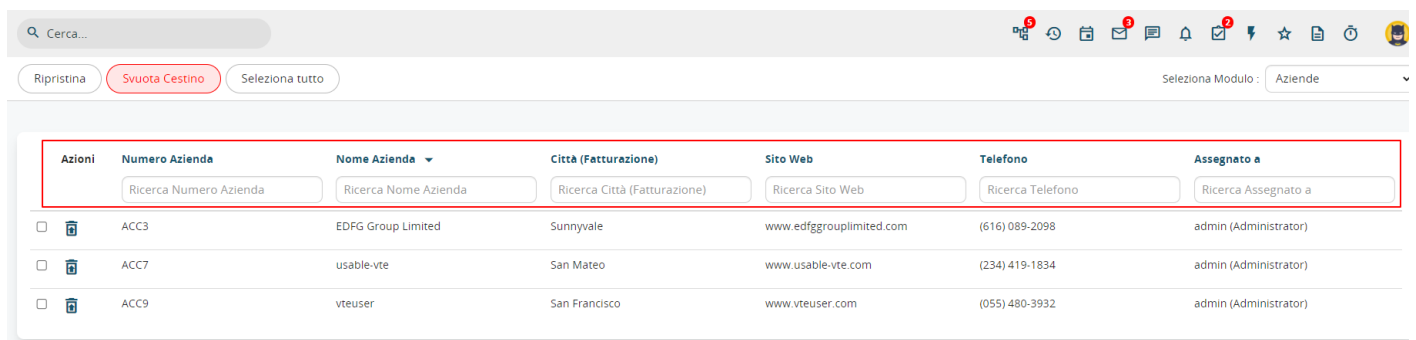 Cerca...
5 3 2
Ripristina Svuota Cestino Seleziona tutto Seleziona Modulo : Aziende
Azioni Numero Azienda Nome Azienda Città (Fatturazione) Sito Web Telefono Assegnato a
Ricerca Numero Azienda Ricerca Nome Azienda Ricerca Città (Fatturazione) Ricerca Sito Web Ricerca Telefono Ricerca Assegnato a
ACC3 EDFG Group Limited Sunnyvale www.edfggrouplimited.com (616) 089-2098 admin (Administrator)
ACC7 usable-vte San Mateo www.usable-vte.com (234) 419-1834 admin (Administrator)
ACC9 vteuser San Francisco www.vteuser.com (055) 480-3932 admin (Administrator)